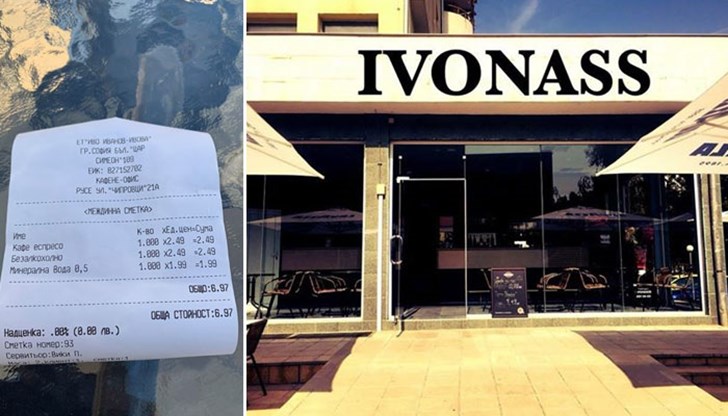 ЕТ"ИВО ИВАНОВ-ИВОВА"
ГР.СОФИЯ БЪЛ."ЦАР
СИМЕОН"109
ЕИК: 827152702
КАФЕНЕ-ОФИС
РУСЕ УЛ."ЧИПРОВЦИ"21А
<МЕЖДИННА СМЕТКА>
Име К-во хЕд.цен=Сума
Кафе еспресо 1.000 x2.49 =2.49
Безалкохолно 1.000 x2.49 =2.49
Минерална Вода 0,5 1.000 x1.99 =1.99
ОБЩО:6.97
ОБЩА СТОЙНОСТ:6.97
Надценка: .00% (0.00 лв.)
Сметка номер:93
Сервитьор:Вики П.
IVONASS